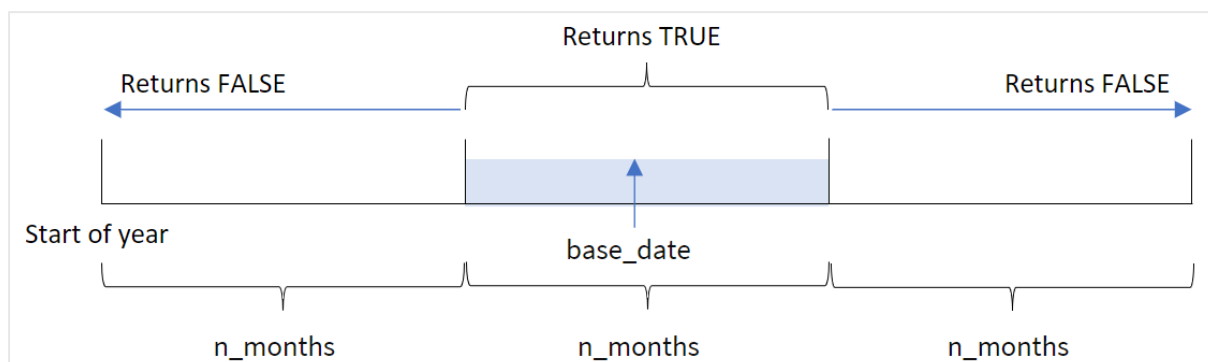 Returns TRUE
Returns FALSE
Returns FALSE
Start of year
base_date
n_months
n_months
n_months